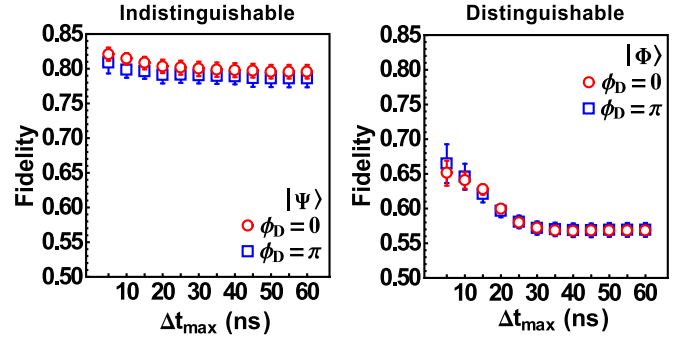 Indistinguishable
Fidelity
0.85
0.80
0.75
0.70
0.65
0.60
0.55
0.50
|Ψ⟩
ϕD = 0
ϕD = π
10 20 30 40 50 60
Δtmax (ns)
Distinguishable
Fidelity
0.85
0.80
0.75
0.70
0.65
0.60
0.55
0.50
|Φ⟩
ϕD = 0
ϕD = π
10 20 30 40 50 60
Δtmax (ns)